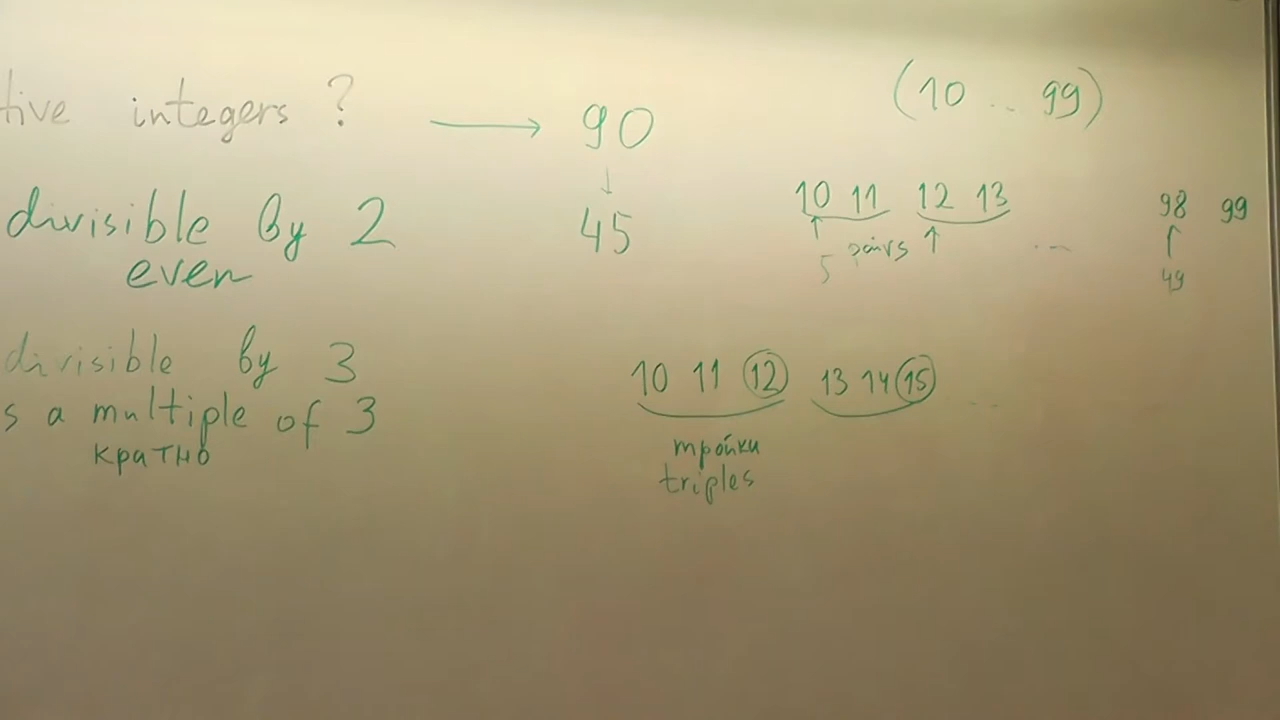 tive integers ? → 90 (10 .. 99)
divisible by 2 45 10 11 12 13 98 99
even 5 pairs ... 49
divisible by 3 10 11 12 13 14 15 ...
s a multiple of 3
кратно тройки
triples